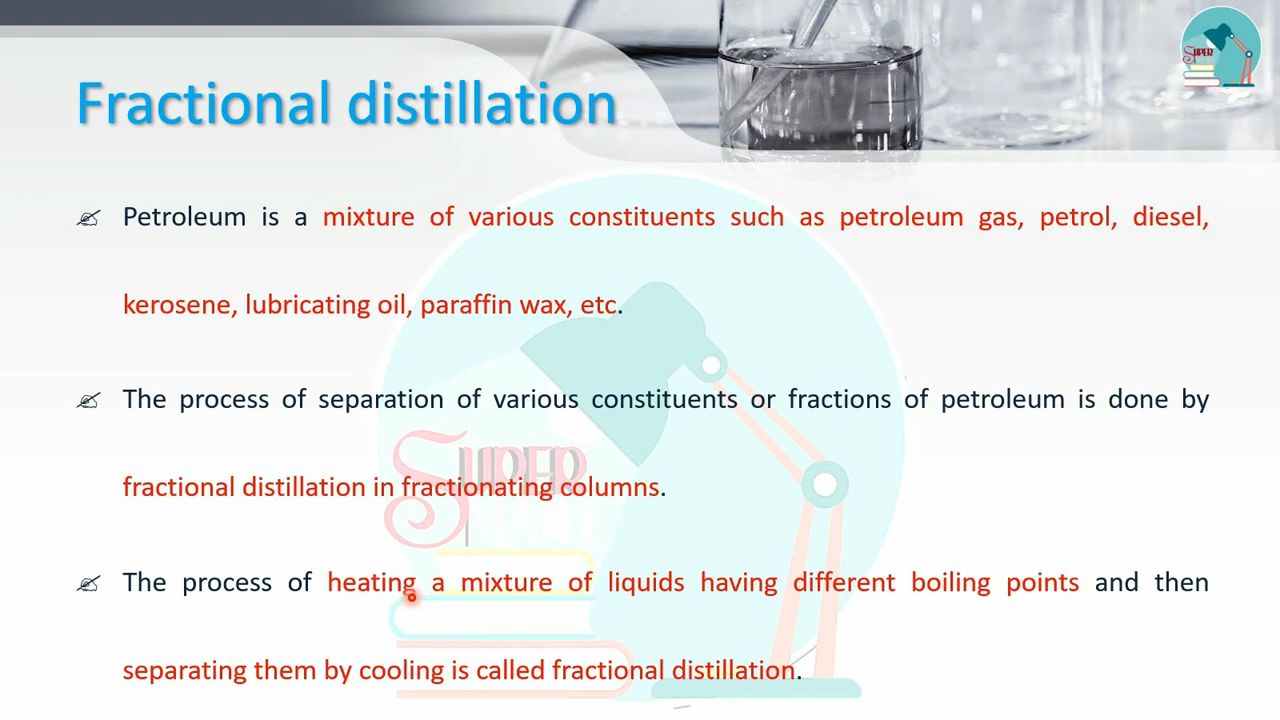 SUPER
Fractional distillation
Petroleum is a mixture of various constituents such as petroleum gas, petrol, diesel,
kerosene, lubricating oil, paraffin wax, etc.
The process of separation of various constituents or fractions of petroleum is done by
fractional distillation in fractionating columns.
SUPER
The process of heating a mixture of liquids having different boiling points and then
separating them by cooling is called fractional distillation.